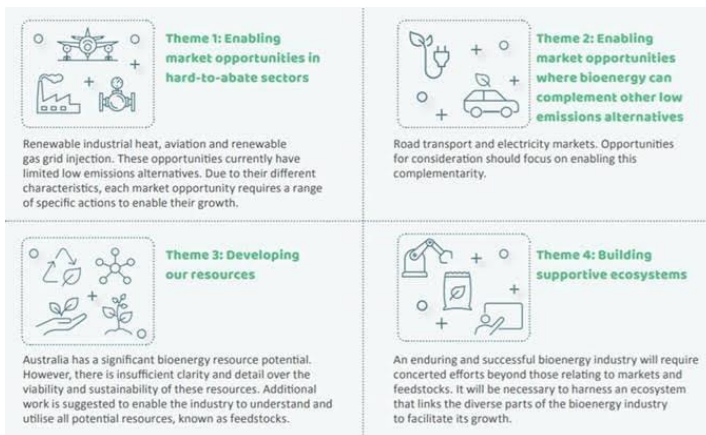 Theme 1: Enabling
market opportunities in
hard-to-abate sectors
Renewable industrial heat, aviation and renewable
gas grid injection. These opportunities currently have
limited low emissions alternatives. Due to their different
characteristics, each market opportunity requires a range
of specific actions to enable their growth.
Theme 2: Enabling
market opportunities
where bioenergy can
complement other low
emissions alternatives
Road transport and electricity markets. Opportunities
for consideration should focus on enabling this
complementarity.
Theme 3: Developing
our resources
Australia has a significant bioenergy resource potential.
However, there is insufficient clarity and detail over the
viability and sustainability of these resources. Additional
work is suggested to enable the industry to understand and
utilise all potential resources, known as feedstocks.
Theme 4: Building
supportive ecosystems
An enduring and successful bioenergy industry will require
concerted efforts beyond those relating to markets and
feedstocks. It will be necessary to harness an ecosystem
that links the diverse parts of the bioenergy industry
to facilitate its growth.